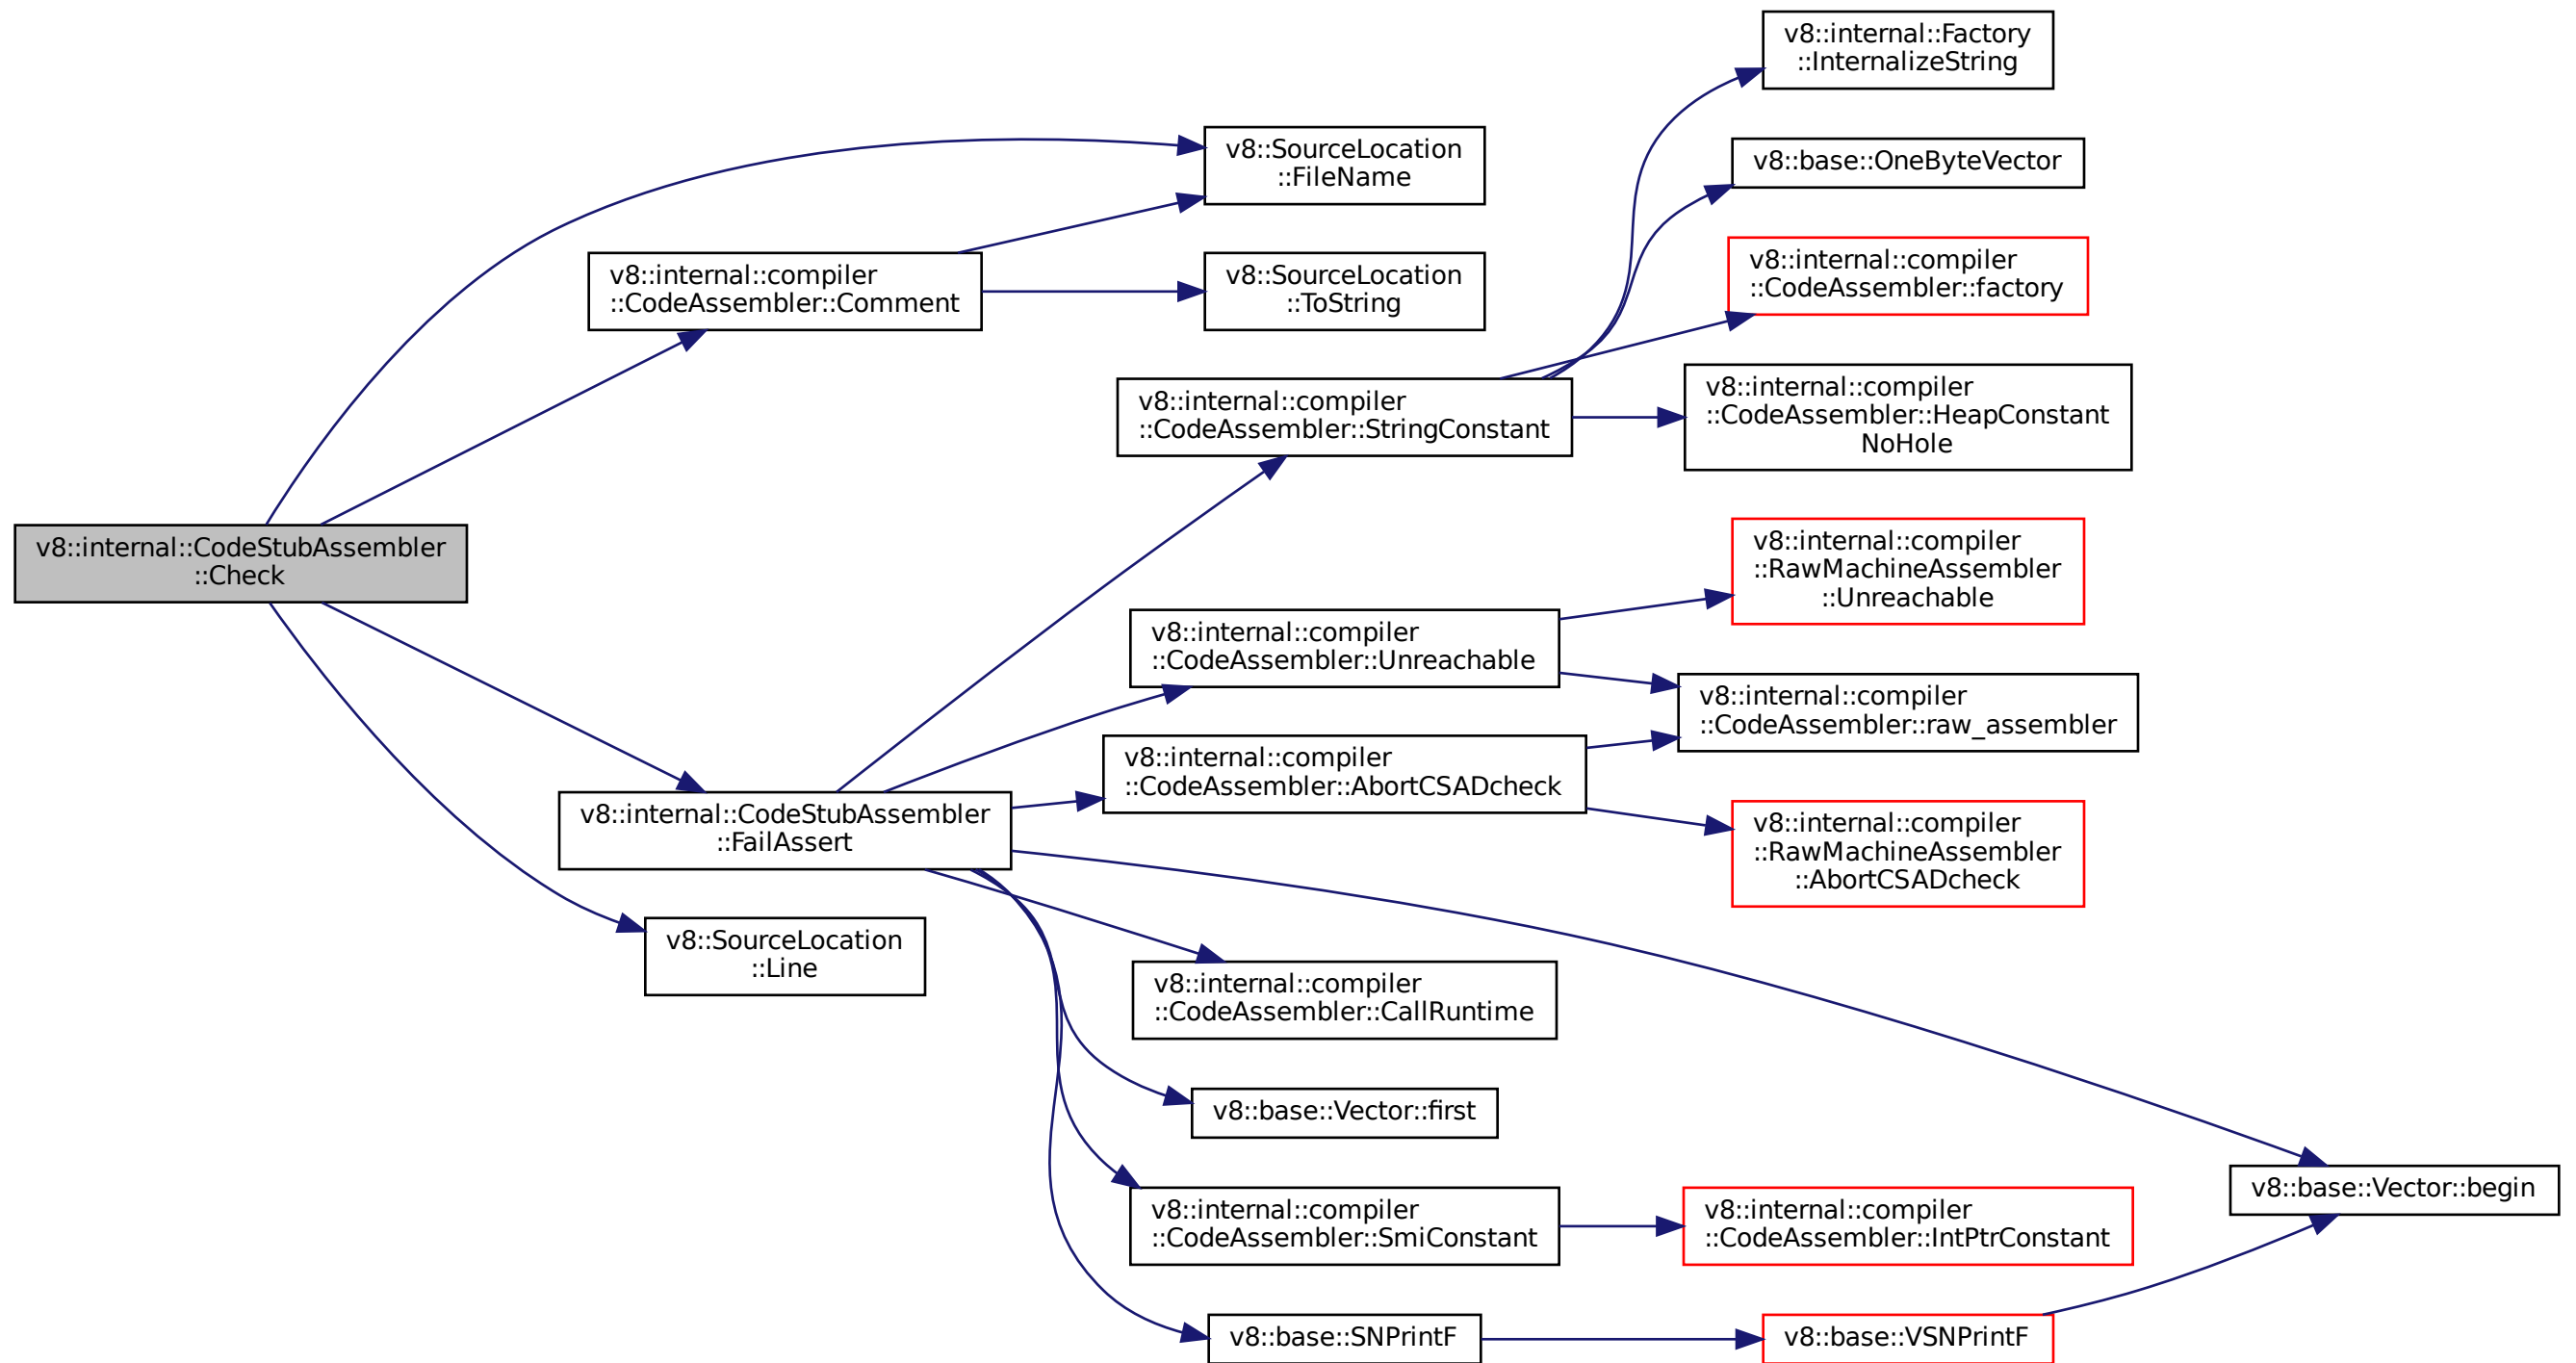 v8::internal::CodeStubAssembler
::Check
v8::SourceLocation
::FileName
v8::internal::compiler
::CodeAssembler::Comment
v8::SourceLocation
::ToString
v8::internal::CodeStubAssembler
::FailAssert
v8::SourceLocation
::Line
v8::internal::compiler
::CodeAssembler::StringConstant
v8::internal::compiler
::CodeAssembler::Unreachable
v8::internal::compiler
::CodeAssembler::AbortCSADcheck
v8::internal::compiler
::CodeAssembler::CallRuntime
v8::base::Vector::first
v8::internal::compiler
::CodeAssembler::SmiConstant
v8::base::SNPrintF
v8::internal::Factory
::InternalizeString
v8::base::OneByteVector
v8::internal::compiler
::CodeAssembler::factory
v8::internal::compiler
::CodeAssembler::HeapConstant
NoHole
v8::internal::compiler
::RawMachineAssembler
::Unreachable
v8::internal::compiler
::CodeAssembler::raw_assembler
v8::internal::compiler
::RawMachineAssembler
::AbortCSADcheck
v8::internal::compiler
::CodeAssembler::IntPtrConstant
v8::base::VSNPrintF
v8::base::Vector::begin